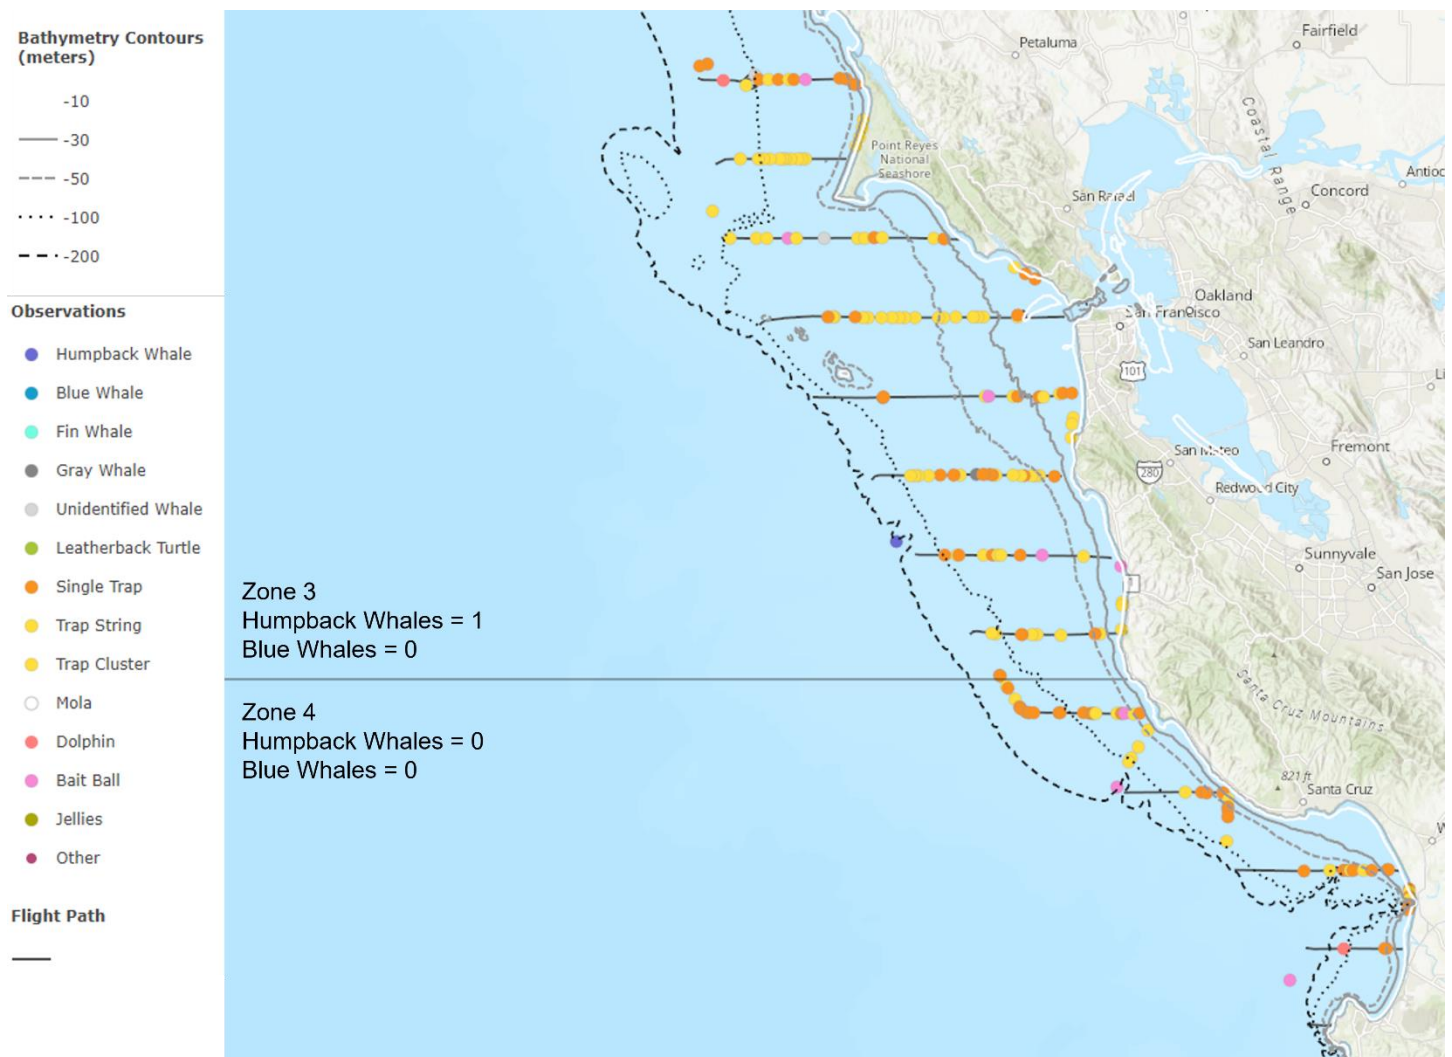 Bathymetry Contours
(meters)
-10
-30
-50
-100
-200
Observations
Humpback Whale
Blue Whale
Fin Whale
Gray Whale
Unidentified Whale
Leatherback Turtle
Single Trap
Trap String
Trap Cluster
Mola
Dolphin
Bait Ball
Jellies
Other
Flight Path
Zone 3
Humpback Whales = 1
Blue Whales = 0
Zone 4
Humpback Whales = 0
Blue Whales = 0
Petaluma
Fairfield
Coastal Range
Point Reyes
National
Seashore
San Rafael
Concord
Antioc
Oakland
San Francisco
San Leandro
101
Li
San Mateo
280
Fremont
Redwood City
Sunnyvale
San Jose
1
Santa Cruz Mountains
821 ft
Santa Cruz
W